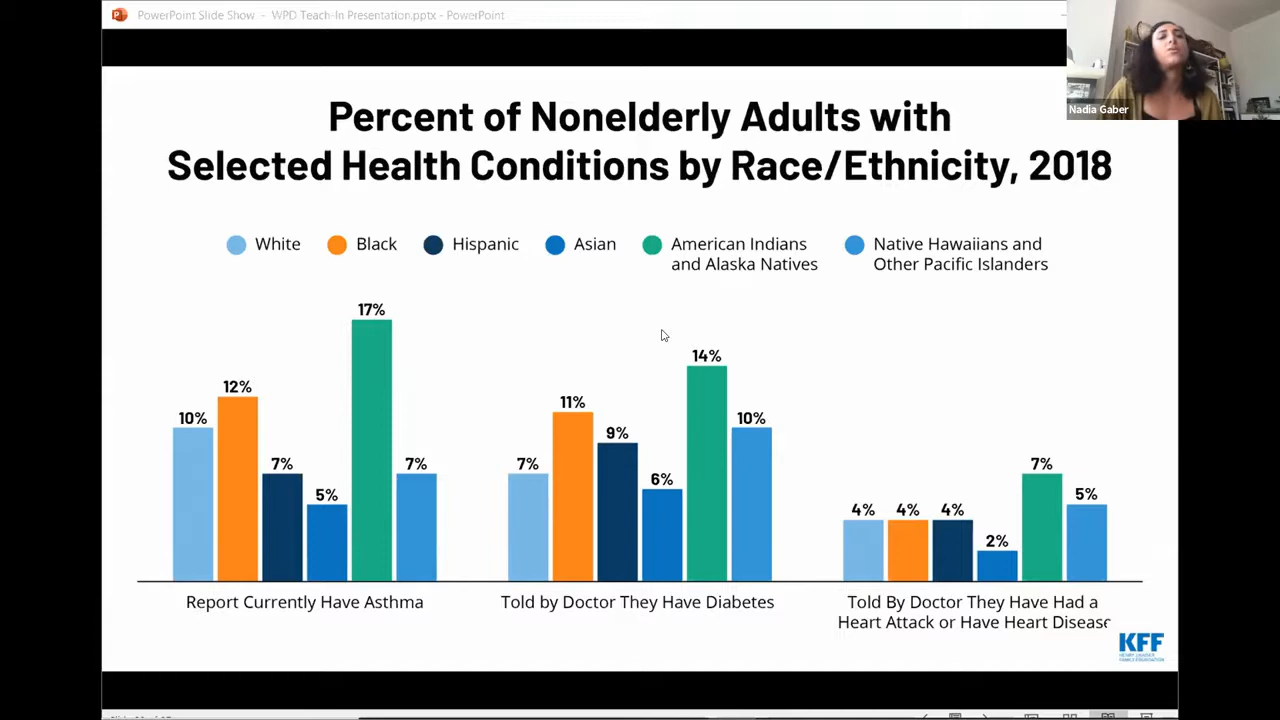 PowerPoint Slide Show - WPD Teach-In Presentation.pptx - PowerPoint
Nadia Gaber
Percent of Nonelderly Adults with
Selected Health Conditions by Race/Ethnicity, 2018
White Black Hispanic Asian American Indians and Alaska Natives Native Hawaiians and Other Pacific Islanders
10% 12% 7% 5% 17% 7%
7% 11% 9% 6% 14% 10%
4% 4% 4% 2% 7% 5%
Report Currently Have Asthma
Told by Doctor They Have Diabetes
Told By Doctor They Have Had a
Heart Attack or Have Heart Disease
KFF
HENRY J KAISER
FAMILY FOUNDATION